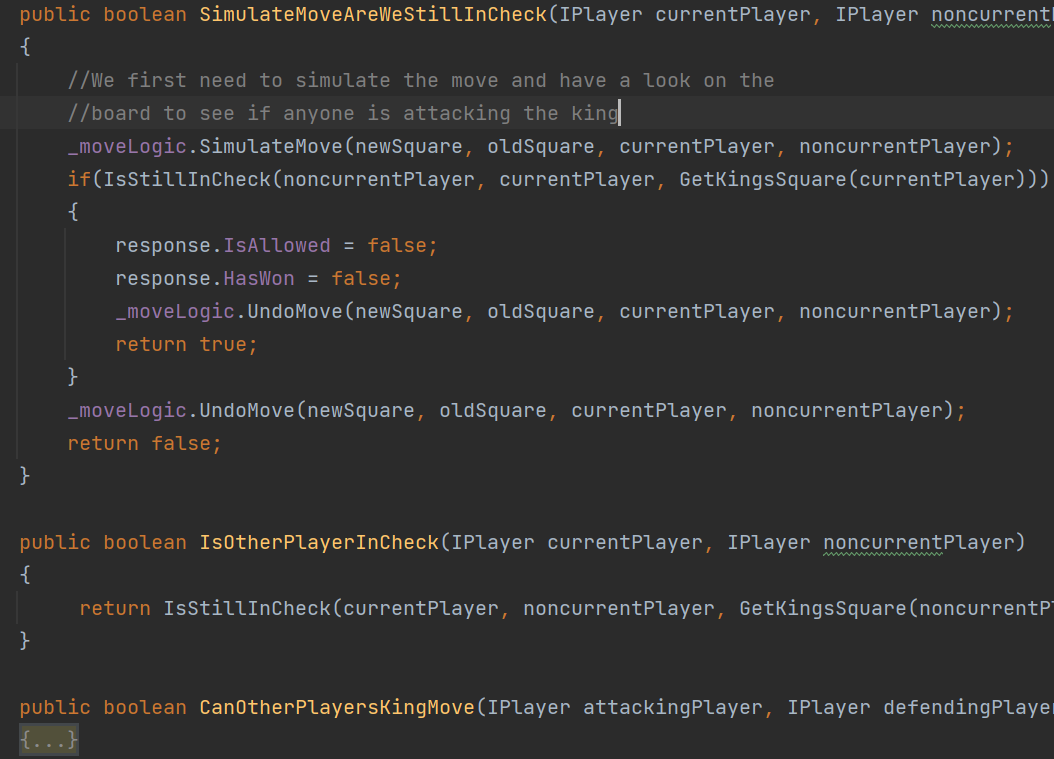 public boolean SimulateMoveAreWeStillInCheck(IPlayer currentPlayer, IPlayer noncurrent
{
//We first need to simulate the move and have a look on the
//board to see if anyone is attacking the king
_moveLogic.SimulateMove(newSquare, oldSquare, currentPlayer, noncurrentPlayer);
if(IsStillInCheck(noncurrentPlayer, currentPlayer, GetKingsSquare(currentPlayer)))
{
response.IsAllowed = false;
response.HasWon = false;
_moveLogic.UndoMove(newSquare, oldSquare, currentPlayer, noncurrentPlayer);
return true;
}
_moveLogic.UndoMove(newSquare, oldSquare, currentPlayer, noncurrentPlayer);
return false;
}
public boolean IsOtherPlayerInCheck(IPlayer currentPlayer, IPlayer noncurrentPlayer)
{
return IsStillInCheck(currentPlayer, noncurrentPlayer, GetKingsSquare(noncurrentPl
}
public boolean CanOtherPlayersKingMove(IPlayer attackingPlayer, IPlayer defendingPlayer
{...}